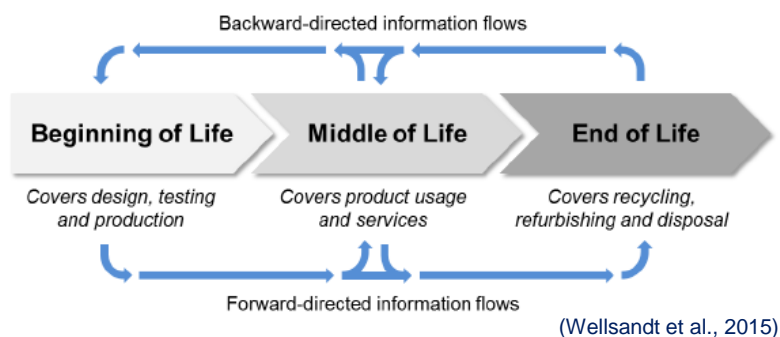 Backward-directed information flows
Beginning of Life
Middle of Life
End of Life
Covers design, testing
and production
Covers product usage
and services
Covers recycling,
refurbishing and disposal
Forward-directed information flows
(Wellsandt et al., 2015)